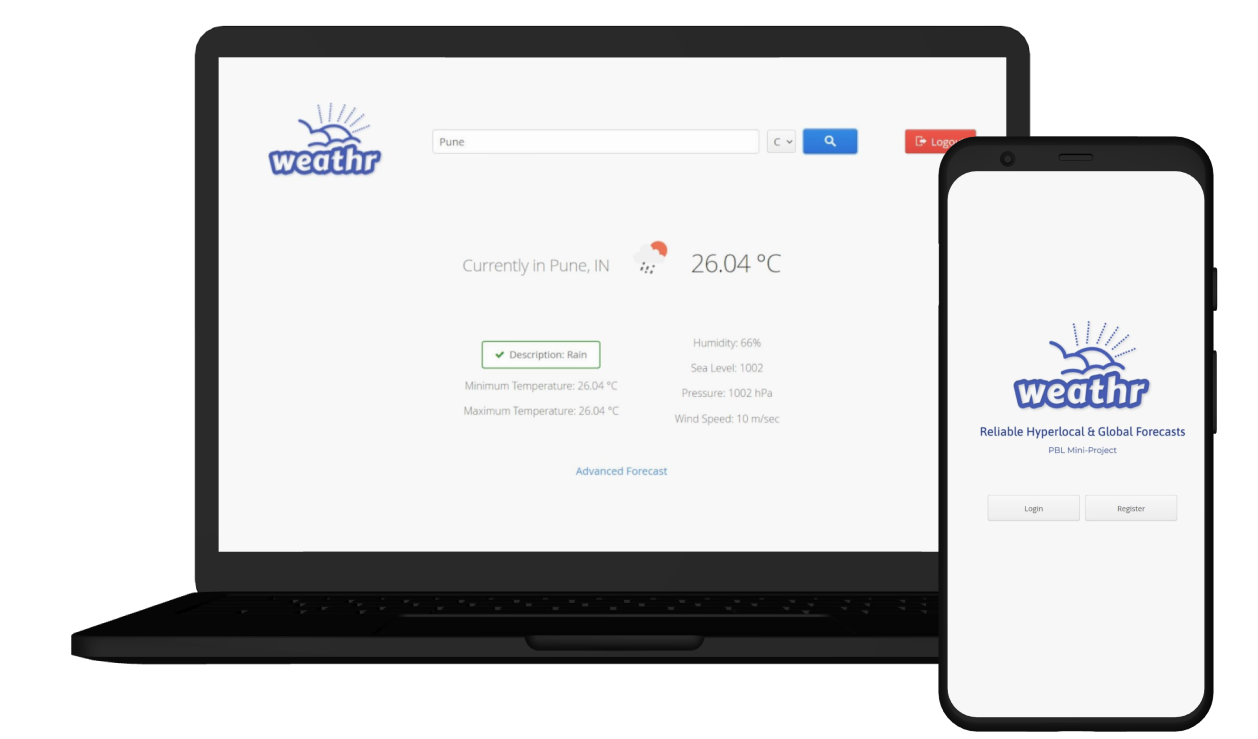 weathr
Pune
C
Currently in Pune, IN
26.04 °C
Description: Rain
Minimum Temperature: 26.04 °C
Maximum Temperature: 26.04 °C
Humidity: 66%
Sea Level: 1002
Pressure: 1002 hPa
Wind Speed: 10 m/sec
Advanced Forecast
weathr
Reliable Hyperlocal & Global Forecasts
PBL Mini-Project
Login
Register